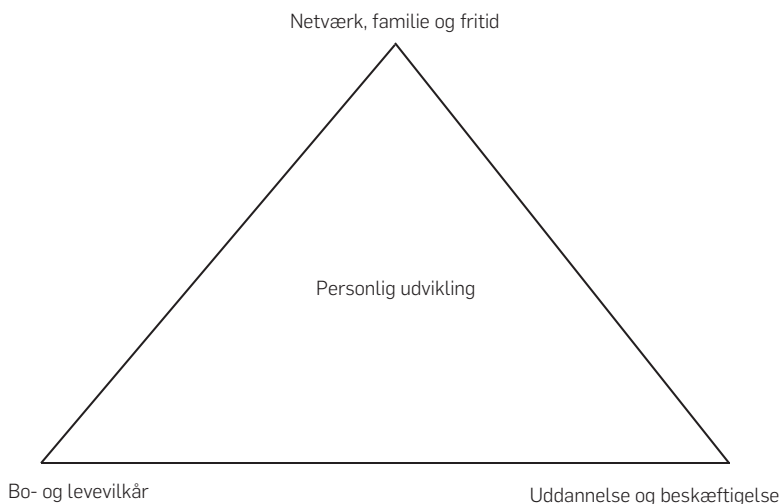 Netværk, familie og fritid
Personlig udvikling
Bo- og levevilkår
Uddannelse og beskæftigelse